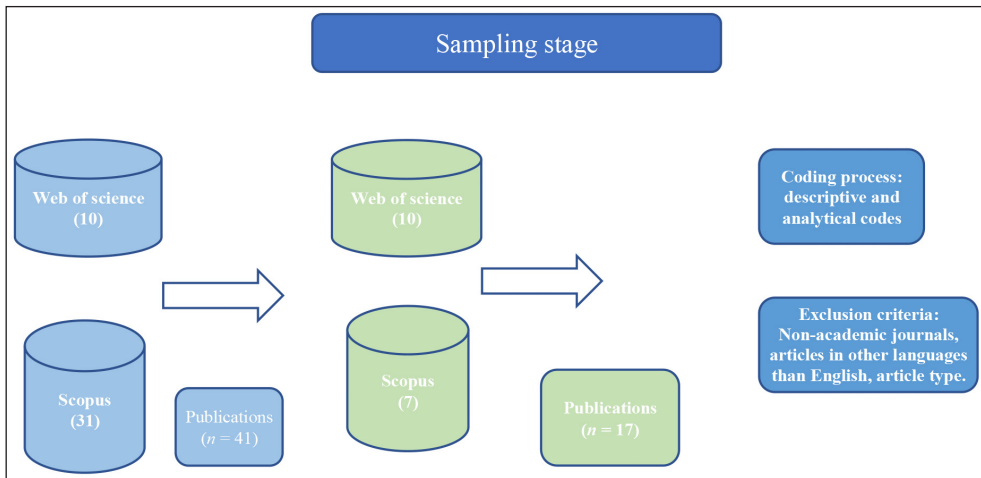 Sampling stage
Web of science
(10)
Scopus
(31)
Publications
(n = 41)
Web of science
(10)
Scopus
(7)
Publications
(n = 17)
Coding process:
descriptive and
analytical codes
Exclusion criteria:
Non-academic journals,
articles in other languages
than English, article type.